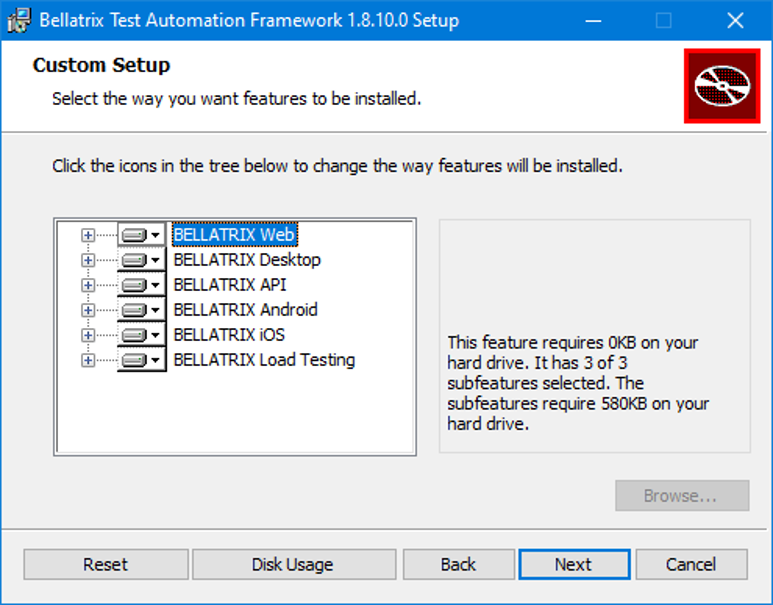 Bellatrix Test Automation Framework 1.8.10.0 Setup
Custom Setup
Select the way you want features to be installed.
Click the icons in the tree below to change the way features will be installed.
BELLATRIX Web
BELLATRIX Desktop
BELLATRIX API
BELLATRIX Android
BELLATRIX iOS
BELLATRIX Load Testing
This feature requires 0KB on your
hard drive. It has 3 of 3
subfeatures selected. The
subfeatures require 580KB on your
hard drive.
Browse...
Reset
Disk Usage
Back
Next
Cancel